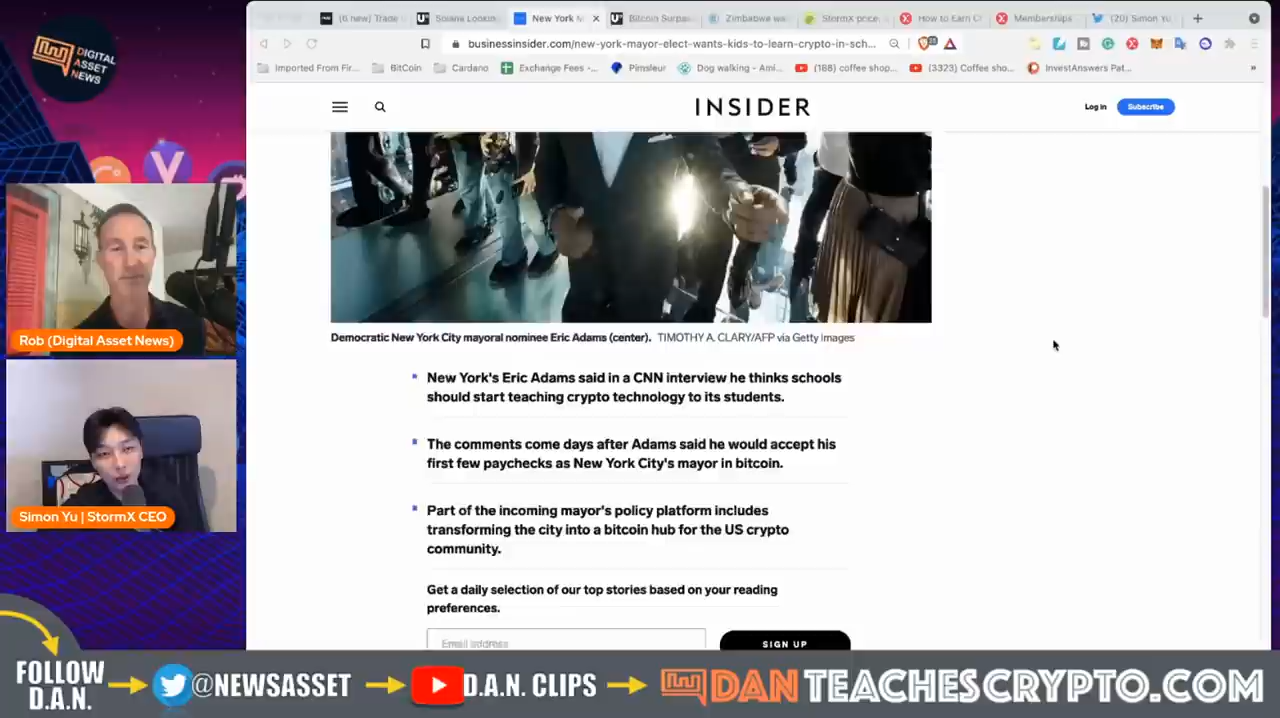 DIGITAL
ASSET
NEWS
(6 new) Trade
Solana Lookin
New York M
Bitcoin Surpas
Zimbabwe wa
StormX price
How to Earn C
Memberships
(20) Simon Yu
businessinsider.com/new-york-mayor-elect-wants-kids-to-learn-crypto-in-sch...
Imported From Fir...
BitCoin
Cardano
Exchange Fees -...
Pimsleur
Dog walking - Ami...
(188) coffee shop...
(3323) Coffee sho...
InvestAnswers Pat...
INSIDER
Log in
Subscribe
Democratic New York City mayoral nominee Eric Adams (center). TIMOTHY A. CLARY/AFP via Getty Images
New York's Eric Adams said in a CNN interview he thinks schools
should start teaching crypto technology to its students.
The comments come days after Adams said he would accept his
first few paychecks as New York City's mayor in bitcoin.
Part of the incoming mayor's policy platform includes
transforming the city into a bitcoin hub for the US crypto
community.
Get a daily selection of our top stories based on your reading
preferences.
Email address
SIGN UP
Rob (Digital Asset News)
Simon Yu | StormX CEO
FOLLOW
D.A.N.
@NEWSASSET
D.A.N. CLIPS
DANTEACHESCRYPTO.COM